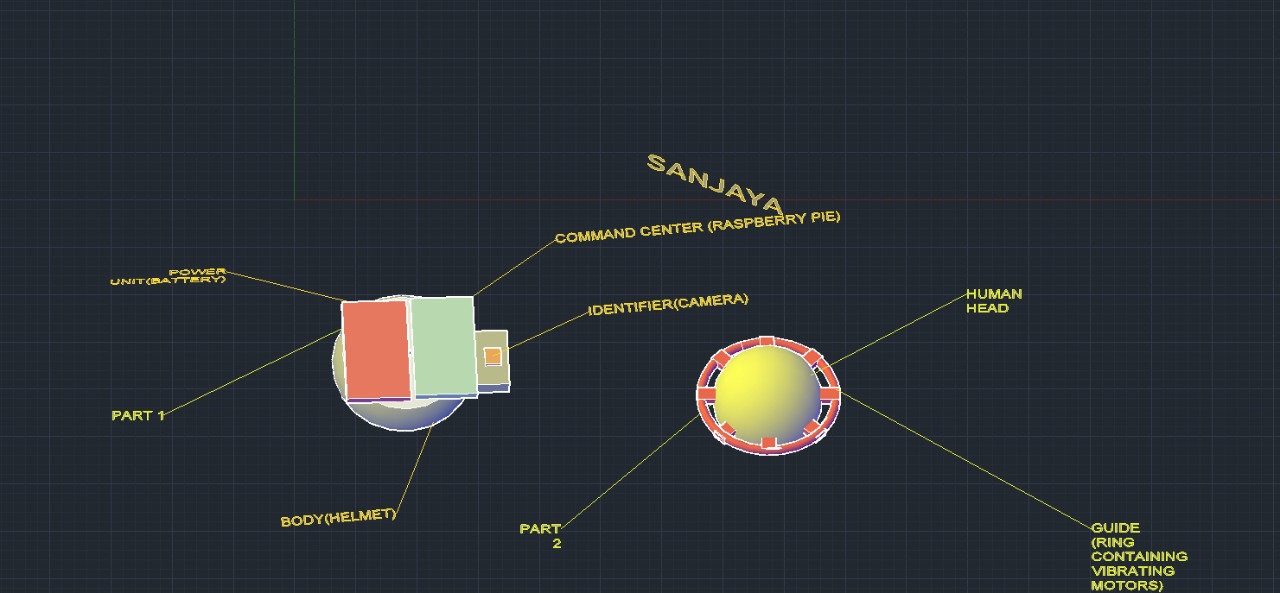 SANJAYA
COMMAND CENTER (RASPBERRY PIE)
POWER
UNIT(BATTERY)
IDENTIFIER(CAMERA)
HUMAN
HEAD
PART 1
BODY(HELMET)
PART
2
GUIDE
(RING
CONTAINING
VIBRATING
MOTORS)